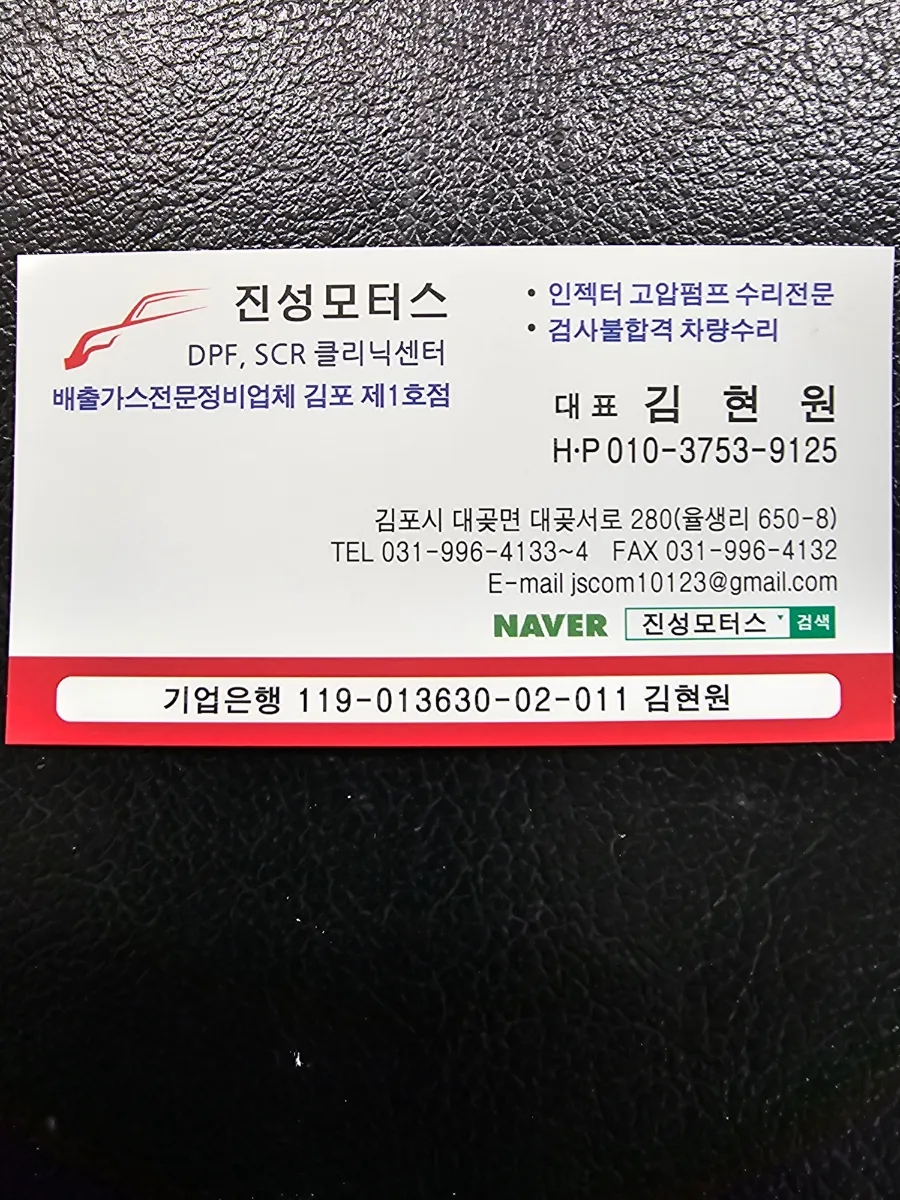 진성모터스
DPF, SCR 클리닉센터
배출가스전문정비업체 김포 제1호점
• 인젝터 고압펌프 수리전문
• 검사불합격 차량수리
대표 김 현 원
H·P 010-3753-9125
김포시 대곶면 대곶서로 280(율생리 650-8)
TEL 031-996-4133~4 FAX 031-996-4132
E-mail jscom10123@gmail.com
NAVER 진성모터스 검색
기업은행 119-013630-02-011 김현원